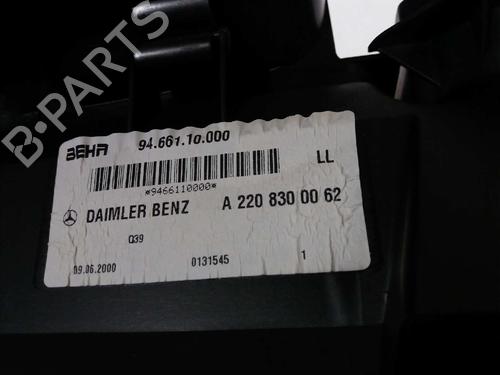 B-PARTS
BEHR 94.661.10.000
LL
*9466110000*
DAIMLER BENZ A 220 830 00 62
Q39
09.06.2000 0131545 1